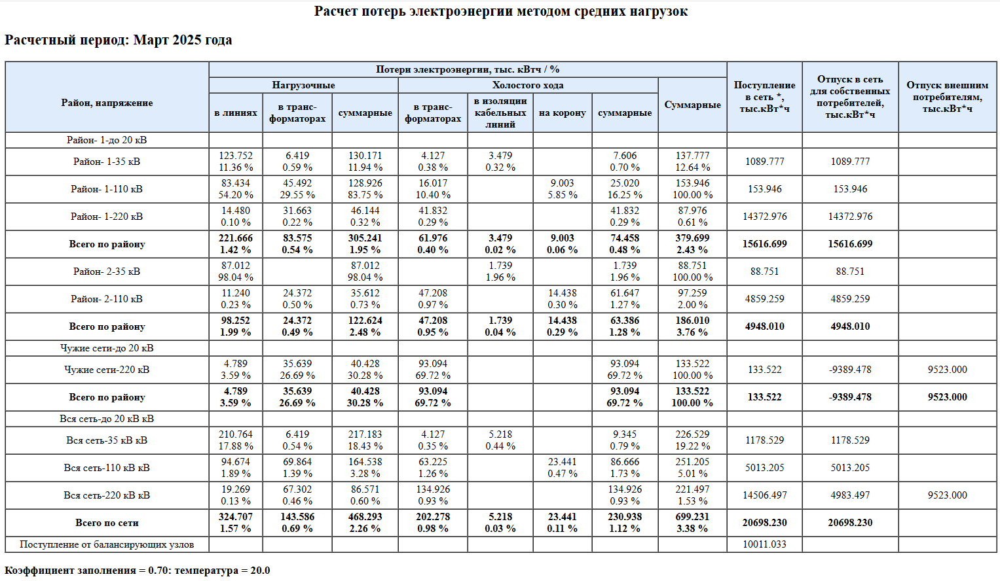 Расчет потерь электроэнергии методом средних нагрузок
Расчетный период: Март 2025 года
Район, напряжение
Потери электроэнергии, тыс. кВтч / %
Поступление в сеть *, тыс.кВт*ч
Отпуск в сеть для собственных потребителей, тыс.кВт*ч
Отпуск внешним потребителям, тыс.кВт*ч
Нагрузочные
Холостого хода
Суммарные
в линиях
в транс-форматорах
суммарные
в транс-форматорах
в изоляции кабельных линий
на корону
суммарные
Район- 1-до 20 кВ
Район- 1-35 кВ 123.752 6.419 130.171 4.127 3.479 7.606 137.777 1089.777 1089.777
11.36 % 0.59 % 11.94 % 0.38 % 0.32 % 0.70 % 12.64 %
Район- 1-110 кВ 83.434 45.492 128.926 16.017 9.003 25.020 153.946 153.946 153.946
54.20 % 29.55 % 83.75 % 10.40 % 5.85 % 16.25 % 100.00 %
Район- 1-220 кВ 14.480 31.663 46.144 41.832 41.832 87.976 14372.976 14372.976
0.10 % 0.22 % 0.32 % 0.29 % 0.29 % 0.61 %
Всего по району 221.666 83.575 305.241 61.976 3.479 9.003 74.458 379.699 15616.699 15616.699
1.42 % 0.54 % 1.95 % 0.40 % 0.02 % 0.06 % 0.48 % 2.43 %
Район- 2-35 кВ 87.012 87.012 1.739 1.739 88.751 88.751 88.751
98.04 % 98.04 % 1.96 % 1.96 % 100.00 %
Район- 2-110 кВ 11.240 24.372 35.612 47.208 14.438 61.647 97.259 4859.259 4859.259
0.23 % 0.50 % 0.73 % 0.97 % 0.30 % 1.27 % 2.00 %
Всего по району 98.252 24.372 122.624 47.208 1.739 14.438 63.386 186.010 4948.010 4948.010
1.99 % 0.49 % 2.48 % 0.95 % 0.04 % 0.29 % 1.28 % 3.76 %
Чужие сети-до 20 кВ
Чужие сети-220 кВ 4.789 35.639 40.428 93.094 93.094 133.522 133.522 -9389.478 9523.000
3.59 % 26.69 % 30.28 % 69.72 % 69.72 % 100.00 %
Всего по району 4.789 35.639 40.428 93.094 93.094 133.522 133.522 -9389.478 9523.000
3.59 % 26.69 % 30.28 % 69.72 % 69.72 % 100.00 %
Вся сеть-до 20 кВ кВ
Вся сеть-35 кВ кВ 210.764 6.419 217.183 4.127 5.218 9.345 226.529 1178.529 1178.529
17.88 % 0.54 % 18.43 % 0.35 % 0.44 % 0.79 % 19.22 %
Вся сеть-110 кВ кВ 94.674 69.864 164.538 63.225 23.441 86.666 251.205 5013.205 5013.205
1.89 % 1.39 % 3.28 % 1.26 % 0.47 % 1.73 % 5.01 %
Вся сеть-220 кВ кВ 19.269 67.302 86.571 134.926 134.926 221.497 14506.497 4983.497 9523.000
0.13 % 0.46 % 0.60 % 0.93 % 0.93 % 1.53 %
Всего по сети 324.707 143.586 468.293 202.278 5.218 23.441 230.938 699.231 20698.230 20698.230
1.57 % 0.69 % 2.26 % 0.98 % 0.03 % 0.11 % 1.12 % 3.38 %
Поступление от балансирующих узлов 10011.033
Коэффициент заполнения = 0.70: температура = 20.0